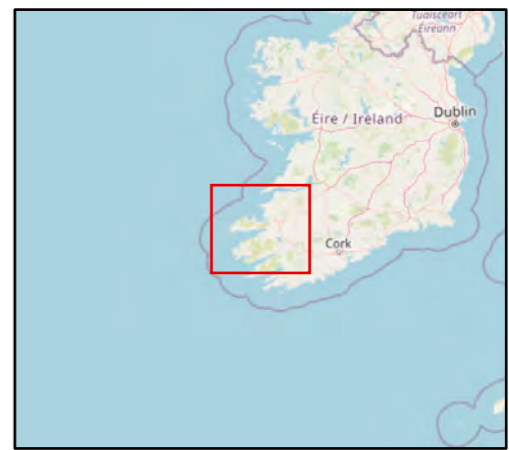 Tuaisceart
Éireann
Dublin
Éire / Ireland
Cork